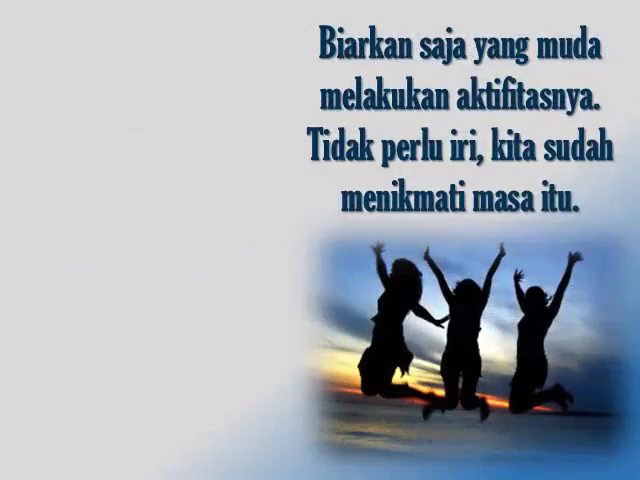 Biarkan saja yang muda
melakukan aktifitasnya.
Tidak perlu iri, kita sudah
menikmati masa itu.